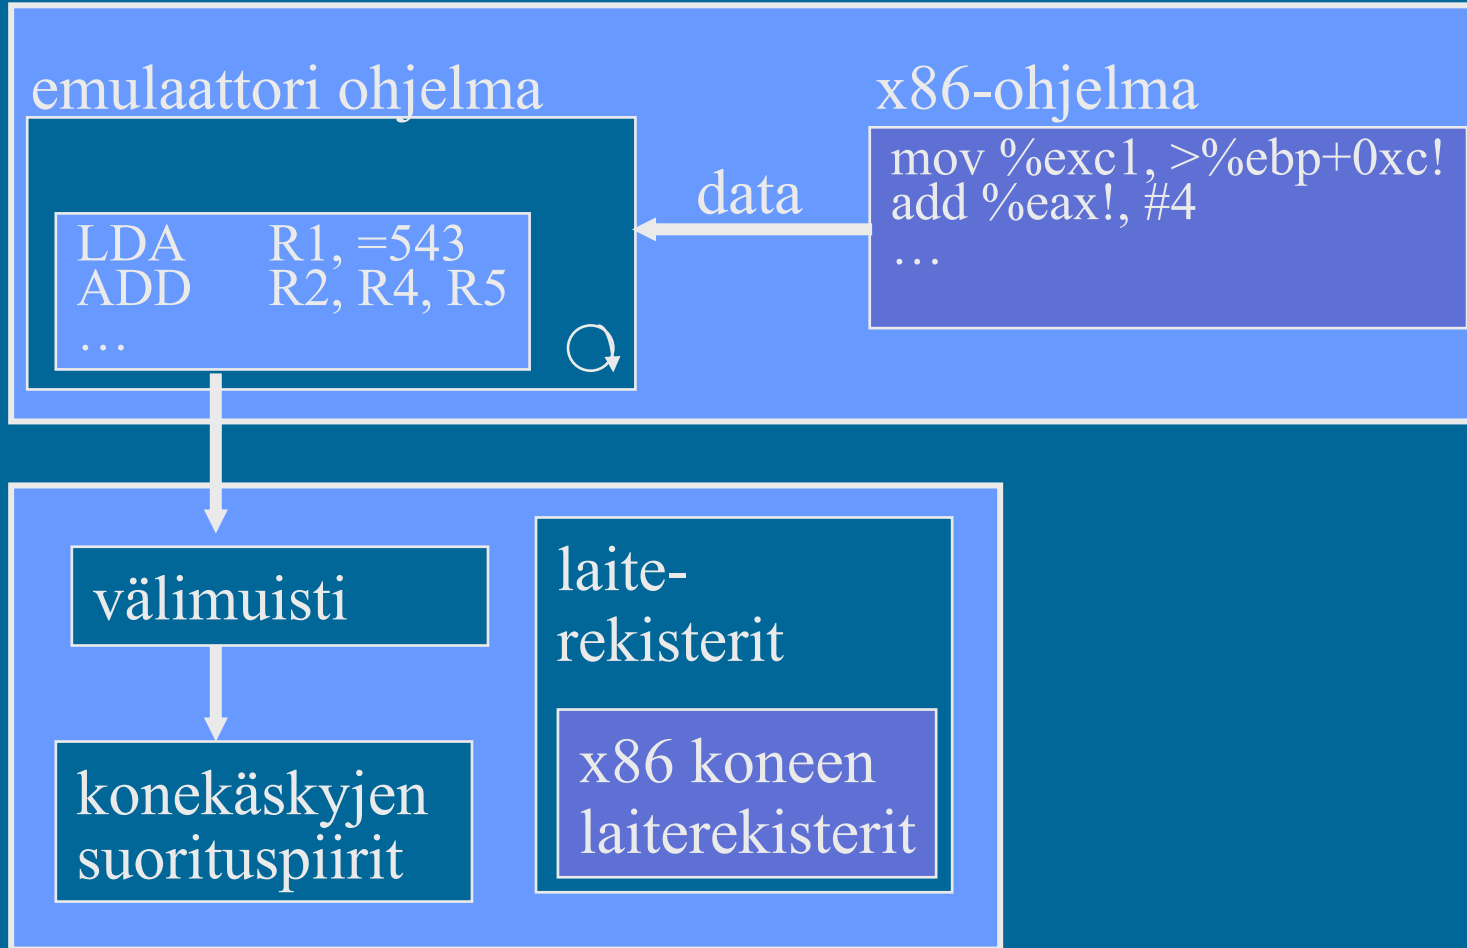 emulaattori ohjelma
LDA R1, =543
ADD R2, R4, R5
…
data
x86-ohjelma
mov %exc1, >%ebp+0xc!
add %eax!, #4
…
välimuisti
konekäskyjen
suorituspiirit
laite-
rekisterit
x86 koneen
laiterekisterit